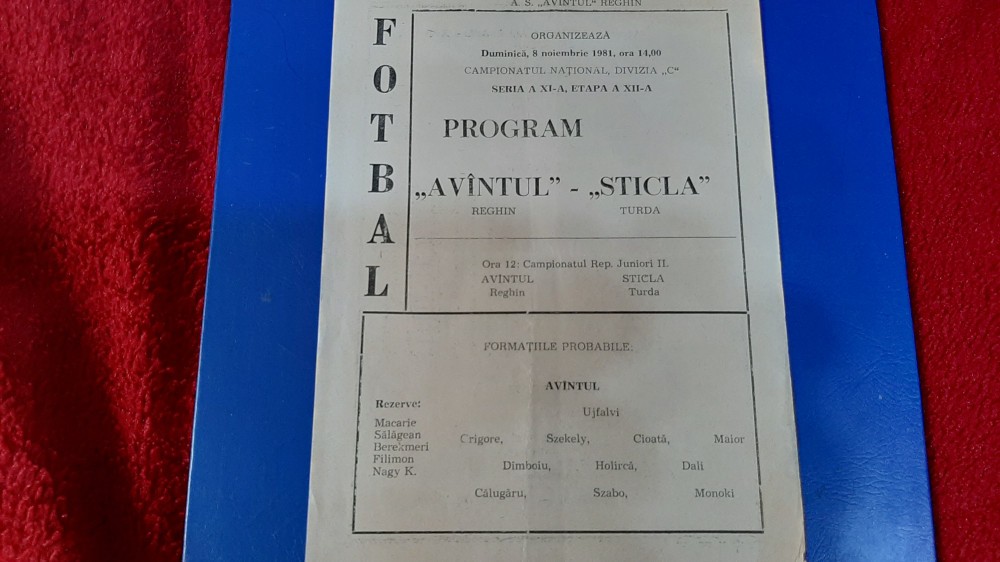 A. S. „AVÎNTUL“ REGHIN
FOTBAL
ORGANIZEAZĂ
Duminică, 8 noiembrie 1981, ora 14,00
CAMPIONATUL NAȚIONAL, DIVIZIA „C“
SERIA A XI-A, ETAPA A XII-A
PROGRAM
„AVÎNTUL” - „STICLA”
REGHIN TURDA
Ora 12: Campionatul Rep. Juniori II.
AVÎNTUL STICLA
Reghin Turda
FORMAȚIILE PROBABILE:
AVÎNTUL
Rezerve:
Macarie
Sălăgean
Berekmeri
Filimon
Nagy K.
Ujfalvi
Grigore, Szekely, Cioată, Maior
Dîmboiu, Holircă, Dali
Călugăru, Szabo, Monoki